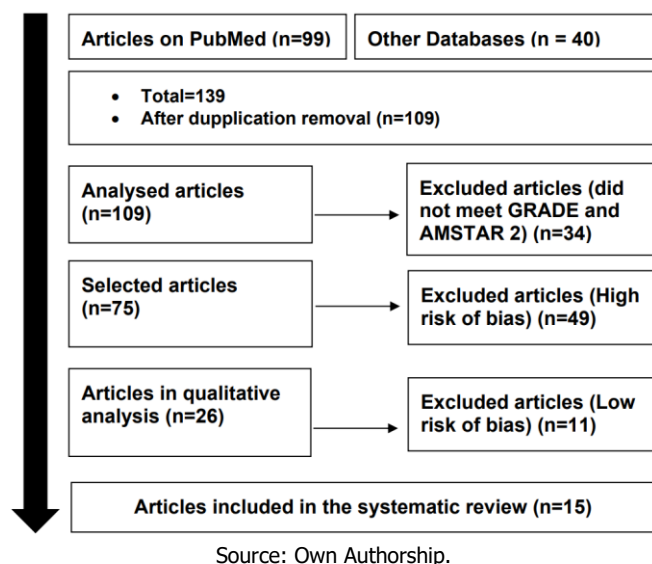 Articles on PubMed (n=99)
Other Databases (n = 40)
• Total=139
• After dupplication removal (n=109)
Analysed articles
(n=109)
Excluded articles (did
not meet GRADE and
AMSTAR 2) (n=34)
Selected articles
(n=75)
Excluded articles (High
risk of bias) (n=49)
Articles in qualitative
analysis (n=26)
Excluded articles (Low
risk of bias) (n=11)
Articles included in the systematic review (n=15)
Source: Own Authorship.